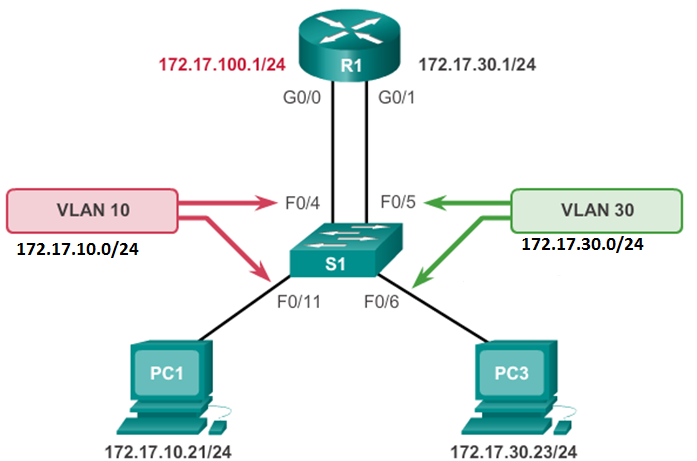 172.17.100.1/24
R1
172.17.30.1/24
G0/0
G0/1
VLAN 10
F0/4
F0/5
VLAN 30
172.17.10.0/24
172.17.30.0/24
S1
F0/11
F0/6
PC1
PC3
172.17.10.21/24
172.17.30.23/24